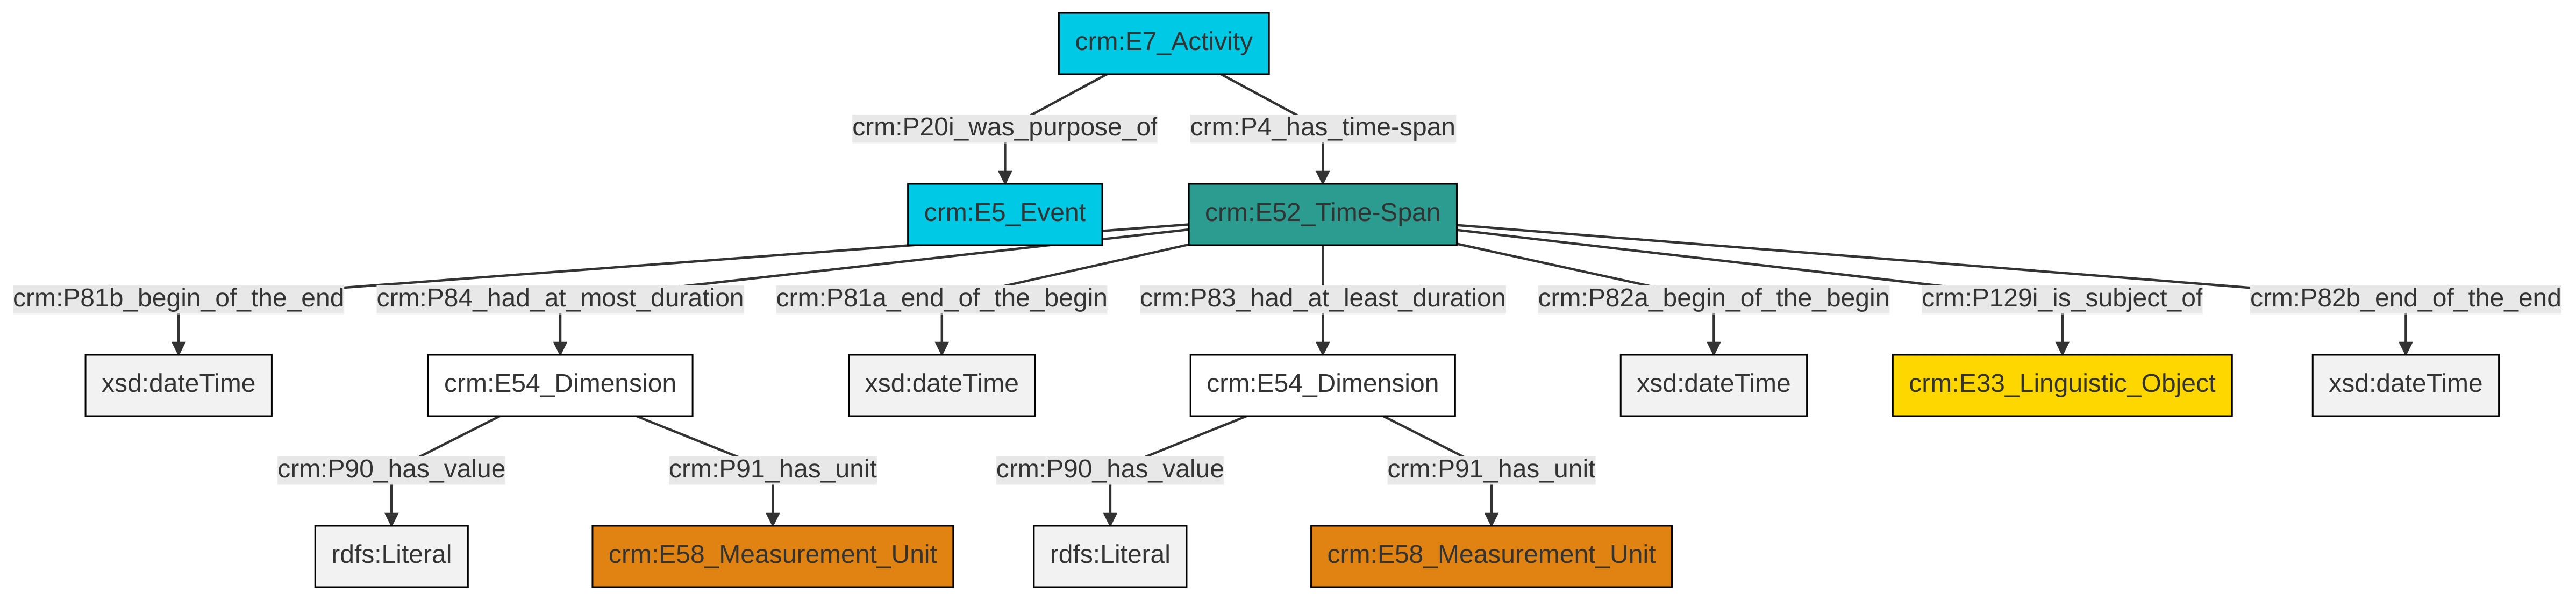 crm:E7_Activity
crm:P20i_was_purpose_of
crm:P4_has_time-span
crm:E5_Event
crm:E52_Time-Span
crm:P81b_begin_of_the_end
crm:P84_had_at_most_duration
crm:P81a_end_of_the_begin
crm:P83_had_at_least_duration
crm:P82a_begin_of_the_begin
crm:P129i_is_subject_of
crm:P82b_end_of_the_end
xsd:dateTime
crm:E54_Dimension
xsd:dateTime
crm:E54_Dimension
xsd:dateTime
crm:E33_Linguistic_Object
xsd:dateTime
crm:P90_has_value
crm:P91_has_unit
crm:P90_has_value
crm:P91_has_unit
rdfs:Literal
crm:E58_Measurement_Unit
rdfs:Literal
crm:E58_Measurement_Unit